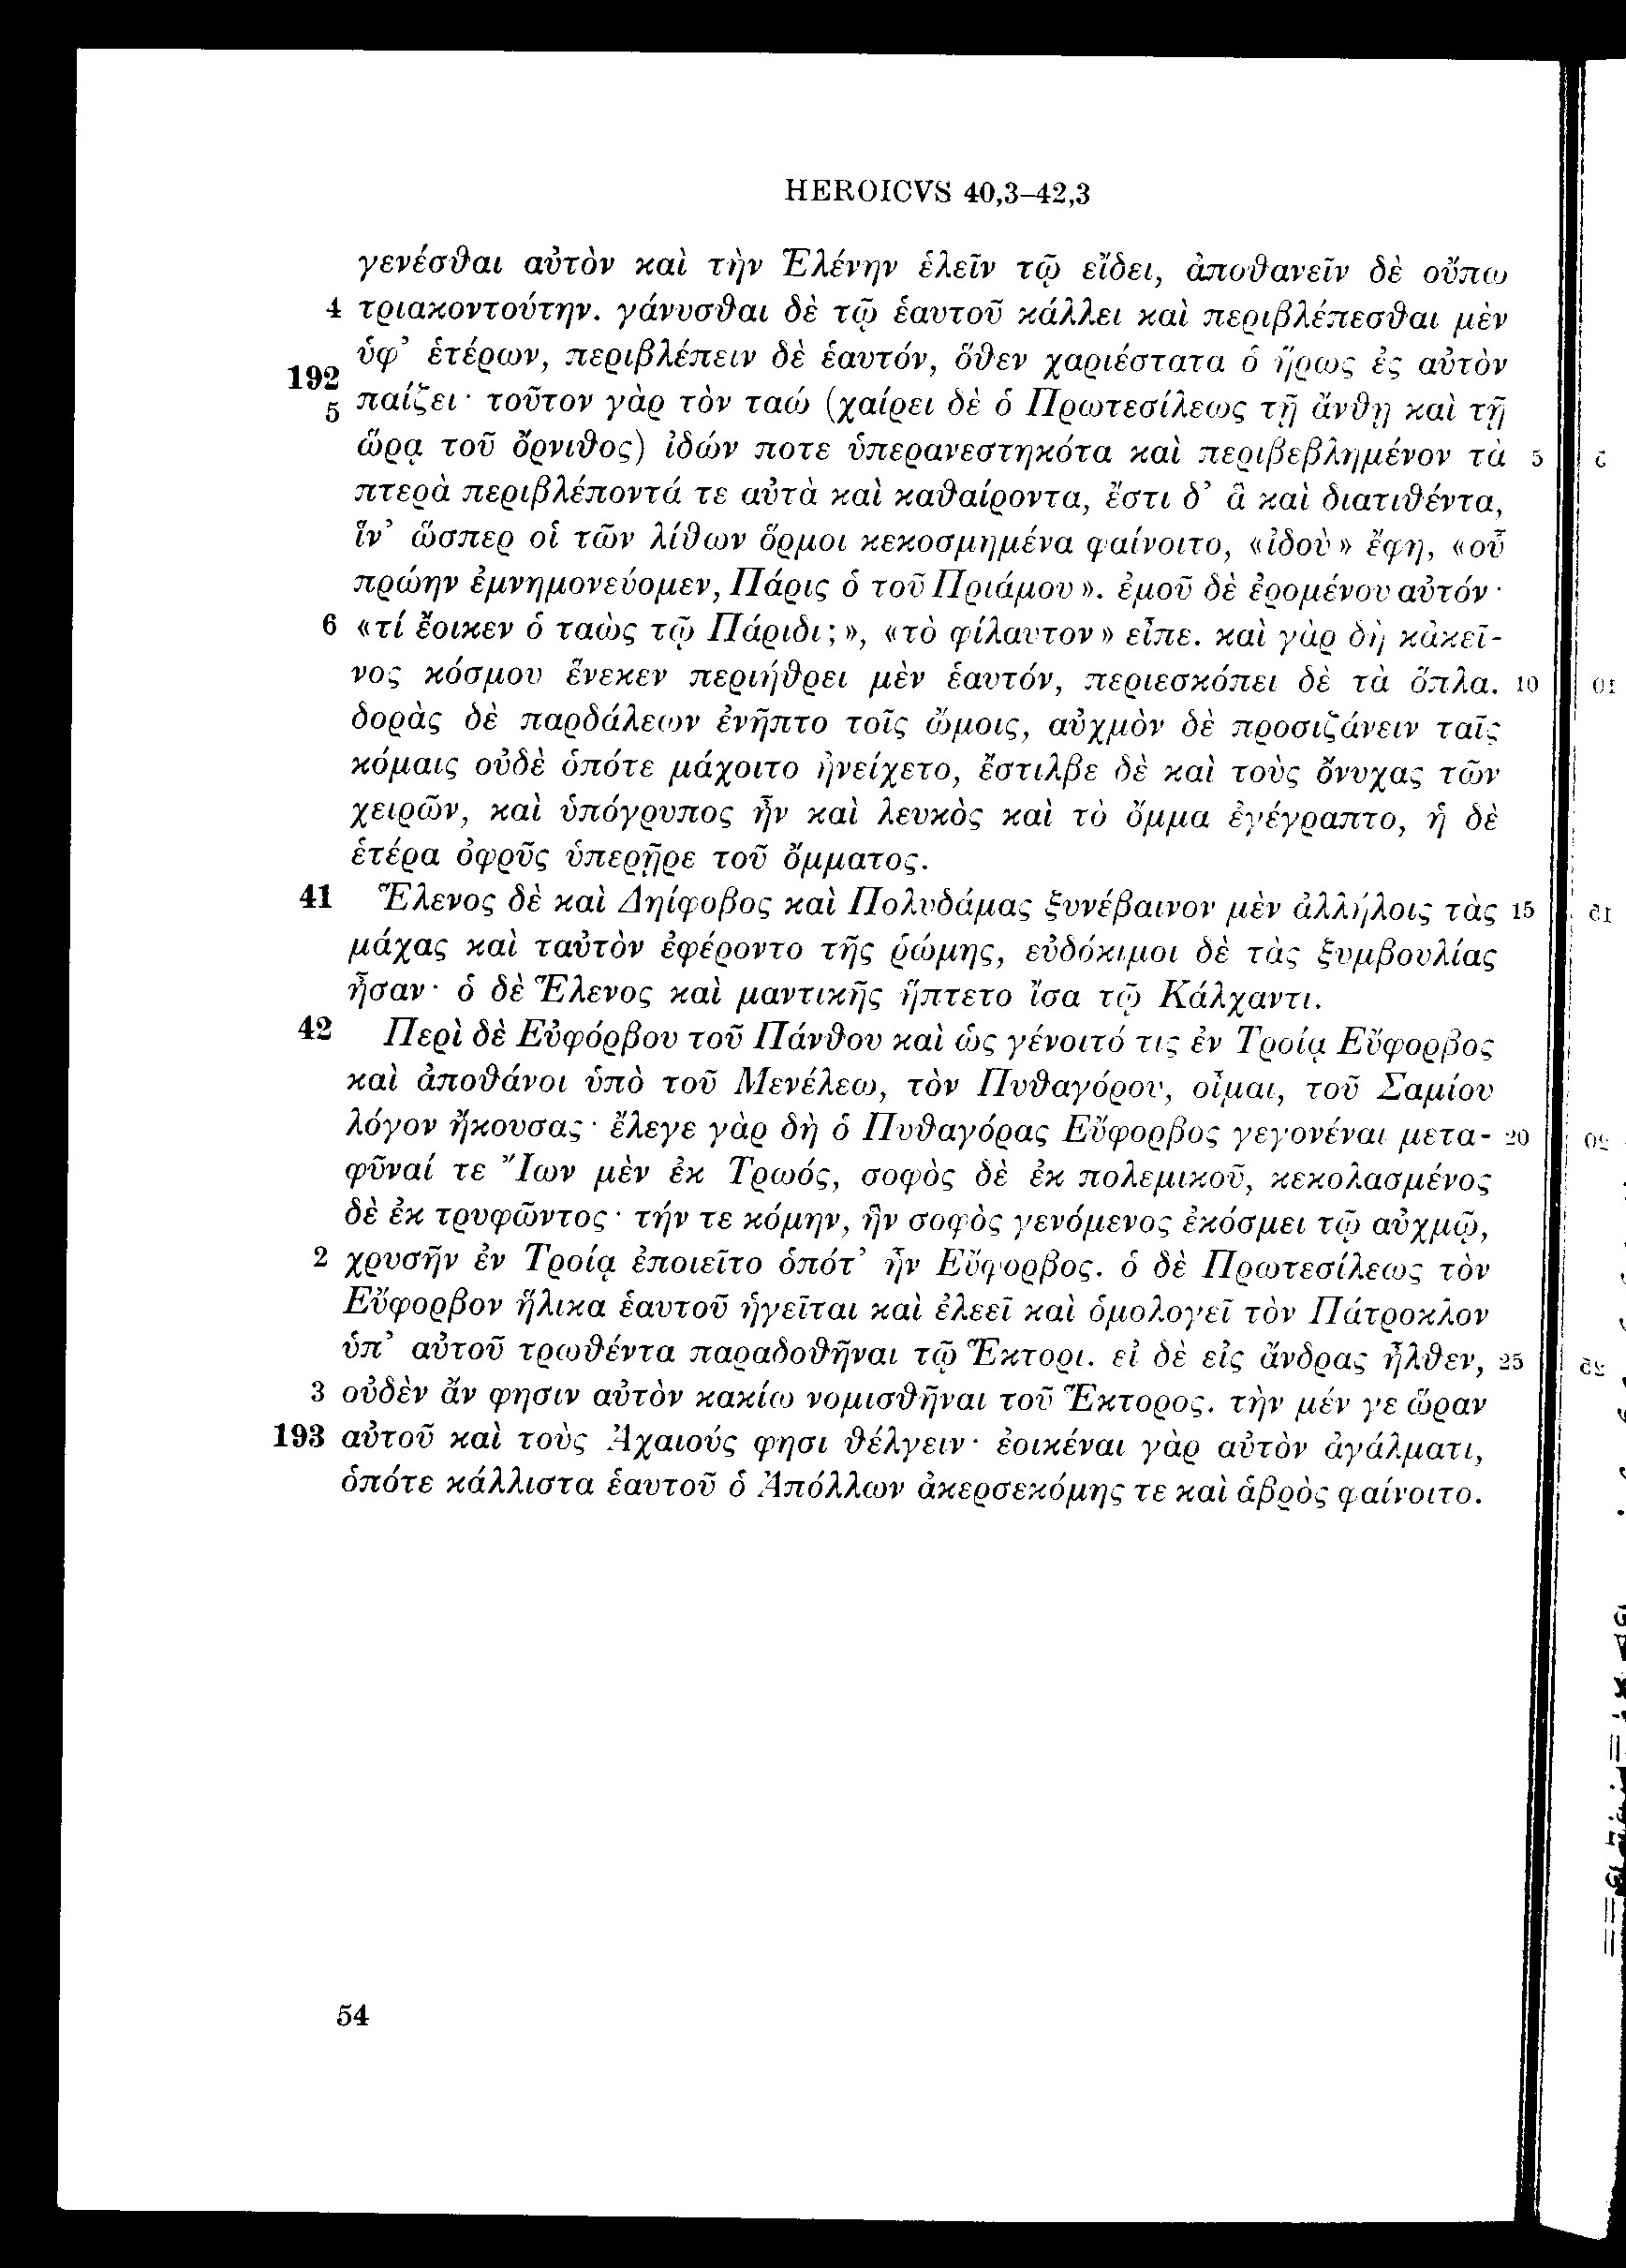 HEROICVS 40,3–42,3
γενέσθαι αὐτὸν καὶ τὴν Ἑλένην ἑλεῖν τῷ εἴδει, ἀποθανεῖν δὲ οὔπω
4 τριακοντούτην. γάνυσθαι δὲ τῷ ἑαυτοῦ κάλλει καὶ περιβλέπεσθαι μὲν
ὑφ’ ἑτέρων, περιβλέπειν δὲ ἑαυτόν, ὅθεν χαριέστατα ὁ ἥρως ἐς αὐτὸν
192
5 παίζει· τοῦτον γὰρ τὸν ταὼ (χαίρει δὲ ὁ Πρωτεσίλεως τῇ ἄνθῃ καὶ τῇ
ὥρᾳ τοῦ ὄρνιθος) ἰδών ποτε ὑπερανεστηκότα καὶ περιβεβλημένον τὰ 5
πτερὰ περιβλέποντά τε αὐτὰ καὶ καθαίροντα, ἔστι δ’ ἃ καὶ διατιθέντα,
ἵν’ ὥσπερ οἱ τῶν λίθων ὅρμοι κεκοσμημένα φαίνοιτο, «ἰδοὺ» ἔφη, «οὗ
πρώην ἐμνημονεύομεν, Πάρις ὁ τοῦ Πριάμου». ἐμοῦ δὲ ἐρομένου αὐτόν·
6 «τί ἔοικεν ὁ ταὼς τῷ Πάριδι;», «τὸ φίλαυτον» εἶπε. καὶ γὰρ δὴ κἀκεῖ-
νος κόσμου ἕνεκεν περιήθρει μὲν ἑαυτόν, περιεσκόπει δὲ τὰ ὅπλα. 10
δορὰς δὲ παρδάλεων ἐνῆπτο τοῖς ὤμοις, αὐχμὸν δὲ προσιζάνειν ταῖς
κόμαις οὐδὲ ὁπότε μάχοιτο ἠνείχετο, ἔστιλβε δὲ καὶ τοὺς ὄνυχας τῶν
χειρῶν, καὶ ὑπόγρυπος ἦν καὶ λευκὸς καὶ τὸ ὄμμα ἐγέγραπτο, ἡ δὲ
ἑτέρα ὀφρῦς ὑπερῇρε τοῦ ὄμματος.
41 Ἕλενος δὲ καὶ Δηίφοβος καὶ Πολυδάμας ξυνέβαινον μὲν ἀλλήλοις τὰς 15
μάχας καὶ ταὐτὸν ἐφέροντο τῆς ῥώμης, εὐδόκιμοι δὲ τὰς ξυμβουλίας
ἦσαν· ὁ δὲ Ἕλενος καὶ μαντικῆς ἥπτετο ἴσα τῷ Κάλχαντι.
42 Περὶ δὲ Εὐφόρβου τοῦ Πάνθου καὶ ὡς γένοιτό τις ἐν Τροίᾳ Εὔφορβος
καὶ ἀποθάνοι ὑπὸ τοῦ Μενέλεω, τὸν Πυθαγόρου, οἶμαι, τοῦ Σαμίου
λόγον ἤκουσας· ἔλεγε γὰρ δὴ ὁ Πυθαγόρας Εὔφορβος γεγονέναι μετα- 20
φῦναί τε Ἴων μὲν ἐκ Τρωός, σοφὸς δὲ ἐκ πολεμικοῦ, κεκολασμένος
δὲ ἐκ τρυφῶντος· τήν τε κόμην, ἣν σοφὸς γενόμενος ἐκόσμει τῷ αὐχμῷ,
2 χρυσῆν ἐν Τροίᾳ ἐποιεῖτο ὁπότ’ ἦν Εὔφορβος. ὁ δὲ Πρωτεσίλεως τὸν
Εὔφορβον ἥλικα ἑαυτοῦ ἡγεῖται καὶ ἐλεεῖ καὶ ὁμολογεῖ τὸν Πάτροκλον
ὑπ’ αὐτοῦ τρωθέντα παραδοθῆναι τῷ Ἕκτορι. εἰ δὲ εἰς ἄνδρας ἦλθεν, 25
3 οὐδὲν ἄν φησιν αὐτὸν κακίω νομισθῆναι τοῦ Ἕκτορος. τὴν μέν γε ὥραν
193 αὐτοῦ καὶ τοὺς Ἀχαιούς φησι θέλγειν· ἐοικέναι γὰρ αὐτὸν ἀγάλματι,
ὁπότε κάλλιστα ἑαυτοῦ ὁ Ἀπόλλων ἀκερσεκόμης τε καὶ ἁβρὸς φαίνοιτο.
54